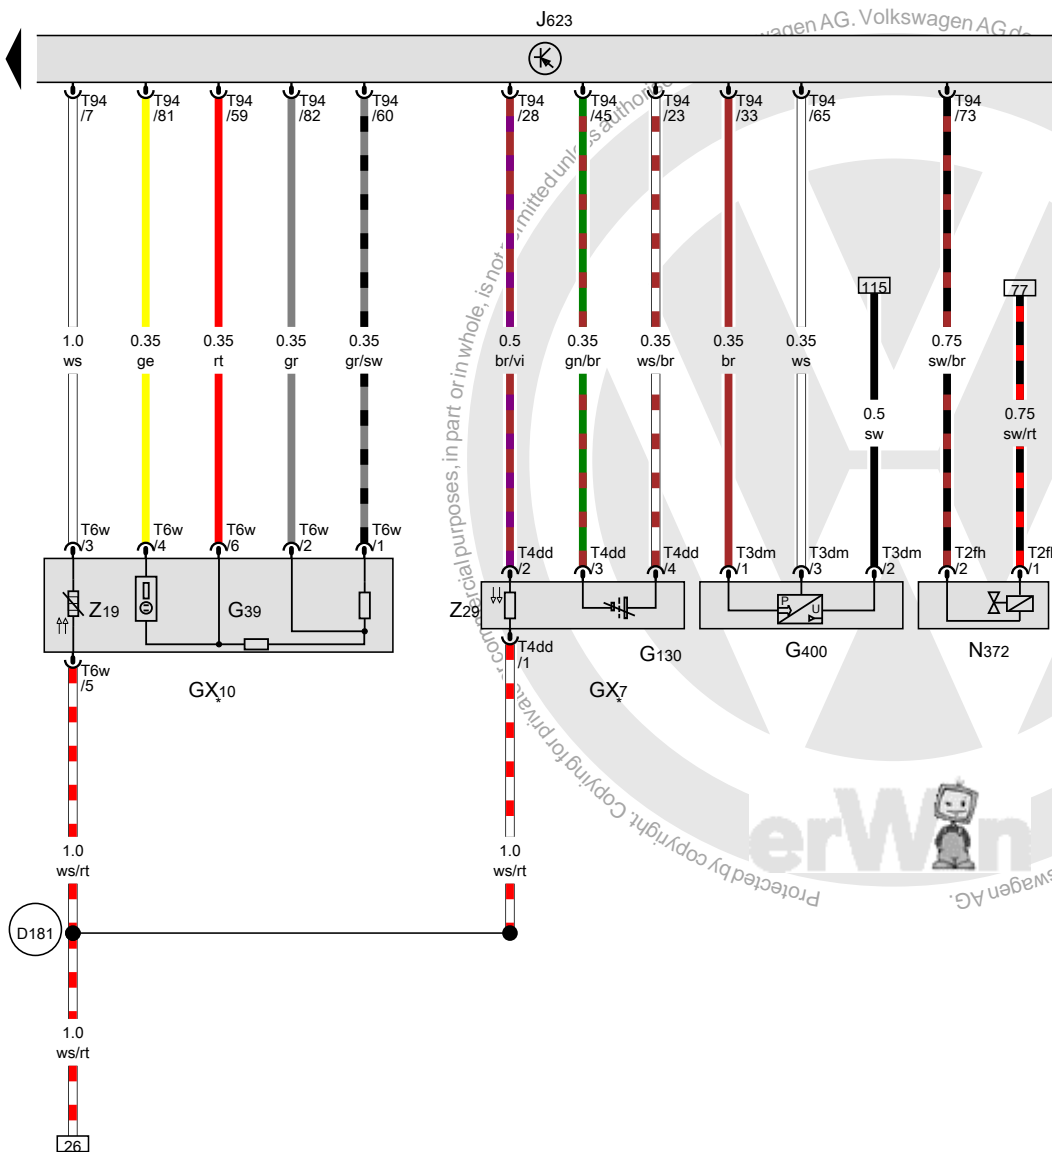 J623
T94 /7
T94 /81
T94 /59
T94 /82
T94 /60
T94 /28
T94 /45
T94 /23
T94 /33
T94 /65
T94 /73
115
77
1.0 ws
0.35 ge
0.35 rt
0.35 gr
0.35 gr/sw
0.5 br/vi
0.35 gn/br
0.35 ws/br
0.35 br
0.35 ws
0.75 sw/br
0.5 sw
0.75 sw/rt
T6w /3
T6w /4
T6w /6
T6w /2
T6w /1
T4dd /2
T4dd /3
T4dd /4
T3dm /1
T3dm /3
T3dm /2
T2fh /2
/1
Z19
G39
Z29
P
U
T6w /5
T4dd /1
G130
G400
N372
GX10
*
GX7
*
1.0 ws/rt
1.0 ws/rt
D181
1.0 ws/rt
26
wagen AG. Volkswagen AG
commercial purposes, in part or in whole, is not permitted unless authorised
Protected by copyright. Copying for private or
swagen AG.
erWin